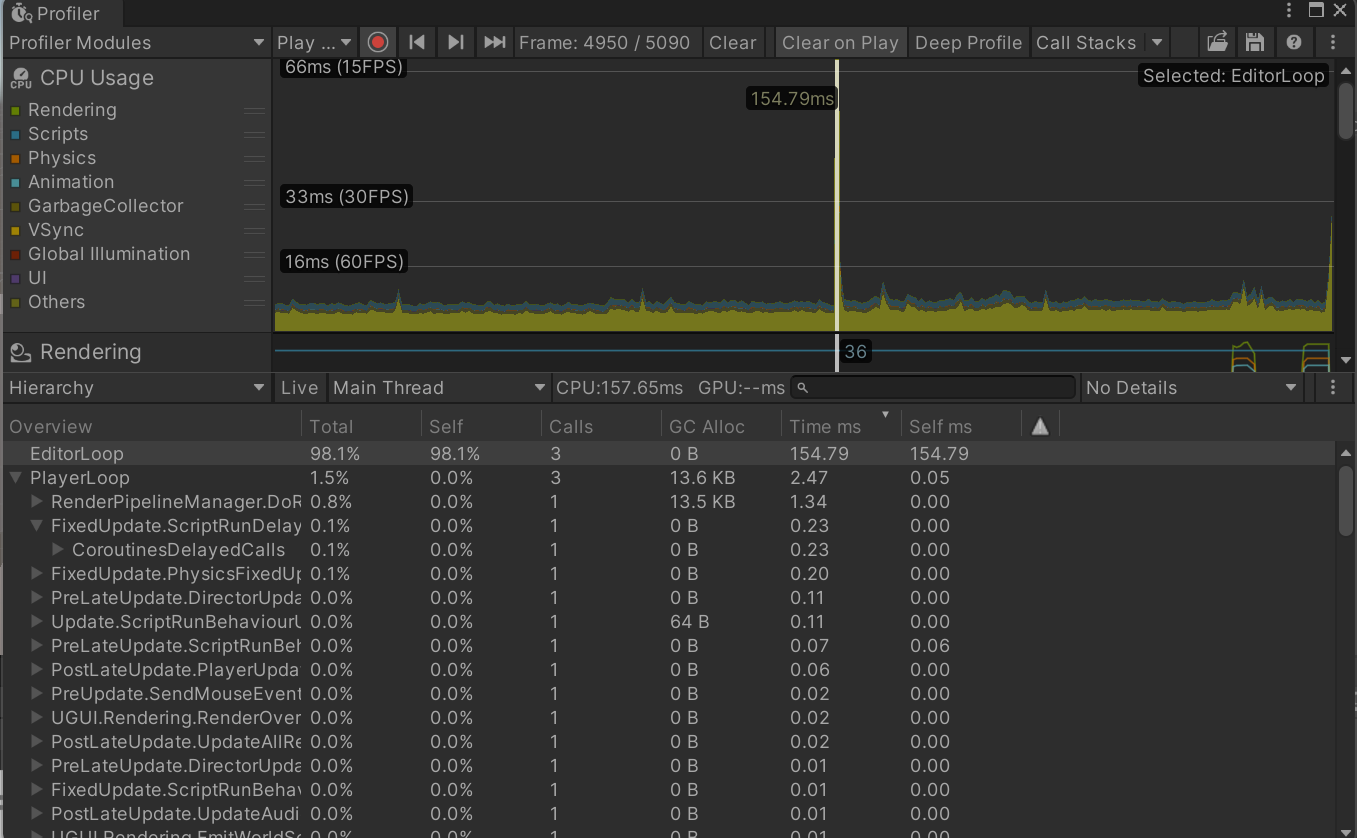 Profiler
Profiler Modules Play ... Frame: 4950 / 5090 Clear Clear on Play Deep Profile Call Stacks
CPU Usage
CPU
Rendering
Scripts
Physics
Animation
GarbageCollector
VSync
Global Illumination
UI
Others
66ms (15FPS)
Selected: EditorLoop
154.79ms
33ms (30FPS)
16ms (60FPS)
Rendering
36
Hierarchy Live Main Thread CPU:157.65ms GPU:--ms No Details
Overview Total Self Calls GC Alloc Time ms Self ms
EditorLoop 98.1% 98.1% 3 0 B 154.79 154.79
PlayerLoop 1.5% 0.0% 3 13.6 KB 2.47 0.05
RenderPipelineManager.DoR 0.8% 0.0% 1 13.5 KB 1.34 0.00
FixedUpdate.ScriptRunDelay 0.1% 0.0% 1 0 B 0.23 0.00
CoroutinesDelayedCalls 0.1% 0.0% 1 0 B 0.23 0.00
FixedUpdate.PhysicsFixedUp 0.1% 0.0% 1 0 B 0.20 0.00
PreLateUpdate.DirectorUpda 0.0% 0.0% 1 0 B 0.11 0.00
Update.ScriptRunBehaviourU 0.0% 0.0% 1 64 B 0.11 0.00
PreLateUpdate.ScriptRunBeh 0.0% 0.0% 1 0 B 0.07 0.06
PostLateUpdate.PlayerUpda 0.0% 0.0% 1 0 B 0.06 0.00
PreUpdate.SendMouseEvent 0.0% 0.0% 1 0 B 0.02 0.00
UGUI.Rendering.RenderOver 0.0% 0.0% 1 0 B 0.02 0.00
PostLateUpdate.UpdateAllRe 0.0% 0.0% 1 0 B 0.02 0.00
PreLateUpdate.DirectorUpda 0.0% 0.0% 1 0 B 0.01 0.00
FixedUpdate.ScriptRunBehav 0.0% 0.0% 1 0 B 0.01 0.00
PostLateUpdate.UpdateAudi 0.0% 0.0% 1 0 B 0.01 0.00
UGUI.Rendering.EmitWorldSc 0.0% 0.0% 1 0 B 0.01 0.00